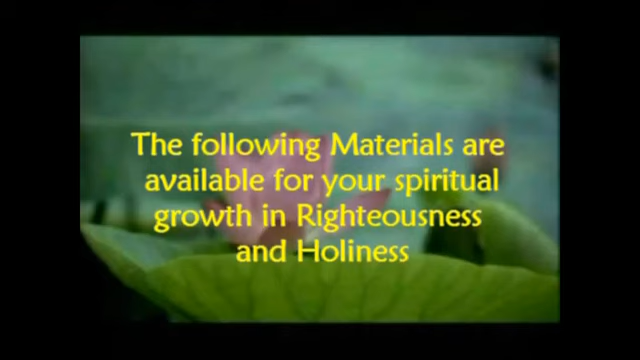 The following Materials are
available for your spiritual
growth in Righteousness
and Holiness